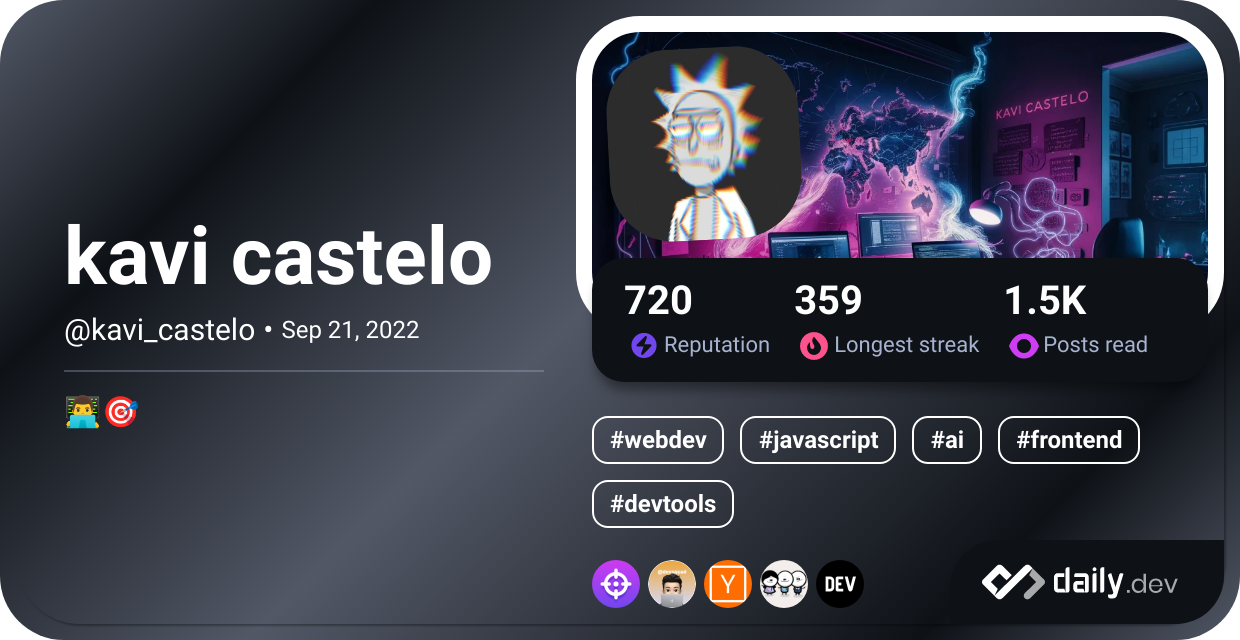 kavi castelo
@kavi_castelo • Sep 21, 2022
KAVI CASTELO
720 359 1.5K
Reputation Longest streak Posts read
#webdev #javascript #ai #frontend
#devtools
Y DEV
daily.dev